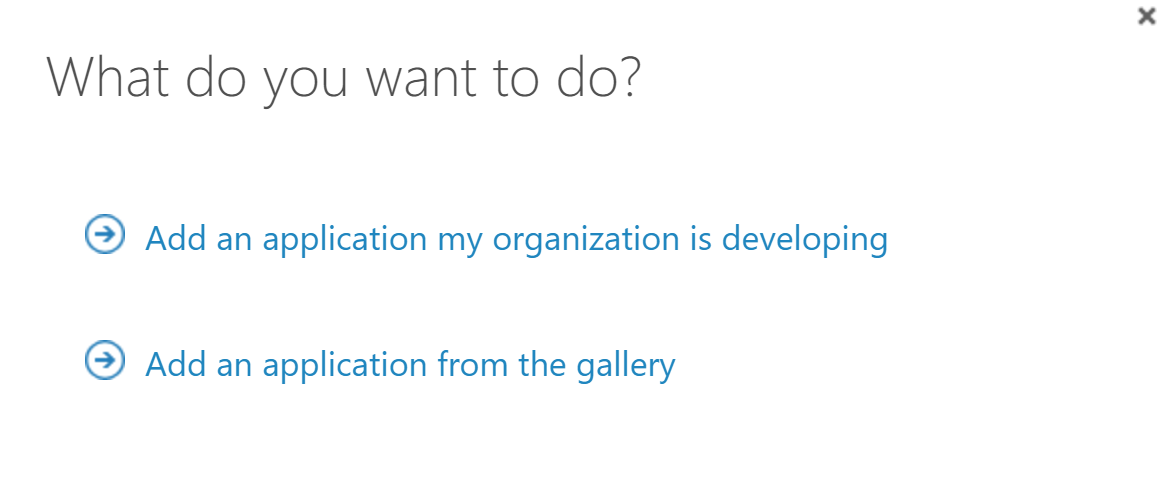 What do you want to do?
Add an application my organization is developing
Add an application from the gallery